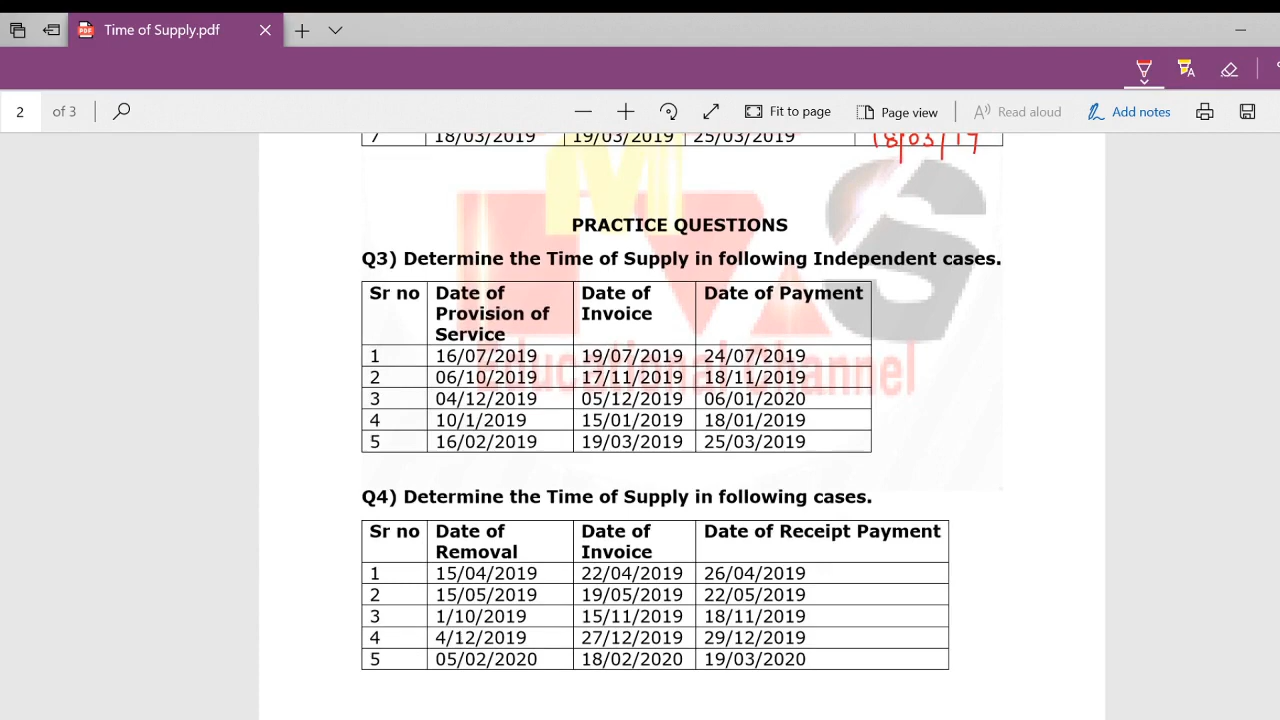 Time of Supply.pdf
2 of 3 Fit to page Page view Read aloud Add notes
7 18/03/2019 19/03/2019 25/03/2019 18/03/19
PRACTICE QUESTIONS
Q3) Determine the Time of Supply in following Independent cases.
Sr no Date of Provision of Service Date of Invoice Date of Payment
1 16/07/2019 19/07/2019 24/07/2019
2 06/10/2019 17/11/2019 18/11/2019
3 04/12/2019 05/12/2019 06/01/2020
4 10/1/2019 15/01/2019 18/01/2019
5 16/02/2019 19/03/2019 25/03/2019
Educational Channel
Q4) Determine the Time of Supply in following cases.
Sr no Date of Removal Date of Invoice Date of Receipt Payment
1 15/04/2019 22/04/2019 26/04/2019
2 15/05/2019 19/05/2019 22/05/2019
3 1/10/2019 15/11/2019 18/11/2019
4 4/12/2019 27/12/2019 29/12/2019
5 05/02/2020 18/02/2020 19/03/2020